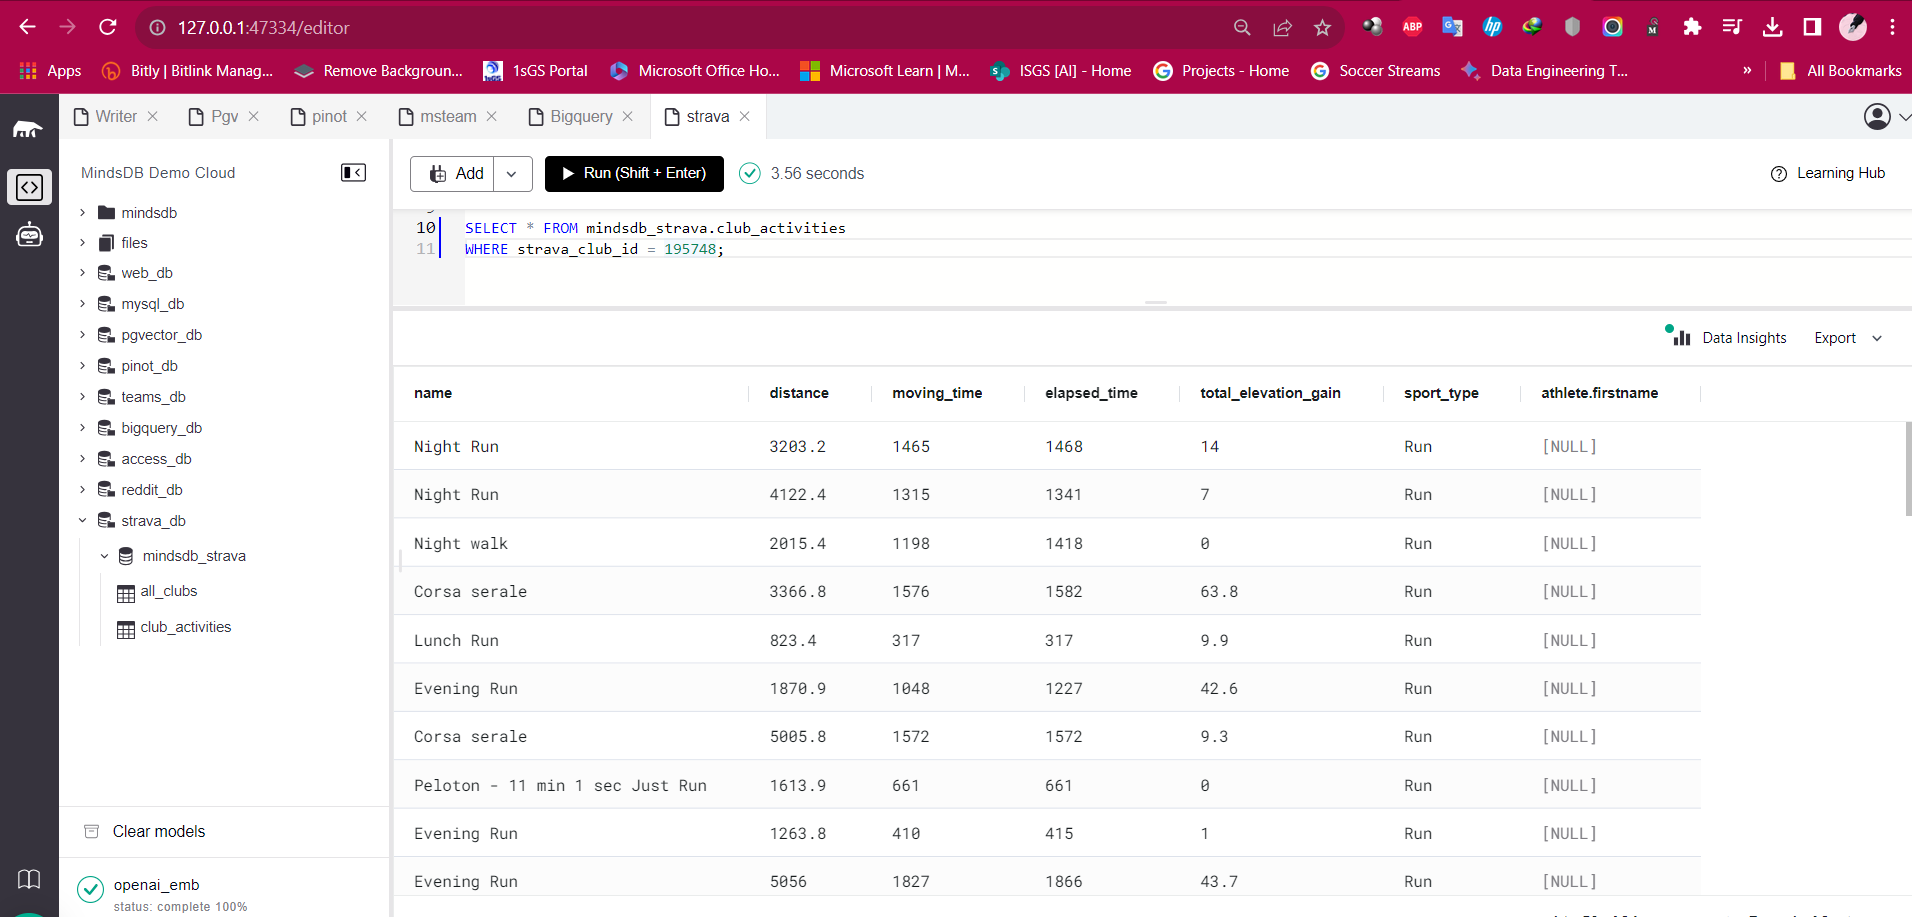 127.0.0.1:47334/editor
Apps
Bitly | Bitlink Manag...
Remove Backgroun...
1sGS Portal
Microsoft Office Ho...
Microsoft Learn | M...
ISGS [AI] - Home
Projects - Home
Soccer Streams
Data Engineering T...
»
All Bookmarks
Writer
Pgv
pinot
msteam
Bigquery
strava
MindsDB Demo Cloud
mindsdb
files
web_db
mysql_db
pgvector_db
pinot_db
teams_db
bigquery_db
access_db
reddit_db
strava_db
mindsdb_strava
all_clubs
club_activities
Clear models
openai_emb
status: complete 100%
Add
Run (Shift + Enter)
3.56 seconds
Learning Hub
10 SELECT * FROM mindsdb_strava.club_activities
11 WHERE strava_club_id = 195748;
Data Insights
Export
name distance moving_time elapsed_time total_elevation_gain sport_type athlete.firstname
Night Run 3203.2 1465 1468 14 Run [NULL]
Night Run 4122.4 1315 1341 7 Run [NULL]
Night walk 2015.4 1198 1418 0 Run [NULL]
Corsa serale 3366.8 1576 1582 63.8 Run [NULL]
Lunch Run 823.4 317 317 9.9 Run [NULL]
Evening Run 1870.9 1048 1227 42.6 Run [NULL]
Corsa serale 5005.8 1572 1572 9.3 Run [NULL]
Peloton - 11 min 1 sec Just Run 1613.9 661 661 0 Run [NULL]
Evening Run 1263.8 410 415 1 Run [NULL]
Evening Run 5056 1827 1866 43.7 Run [NULL]